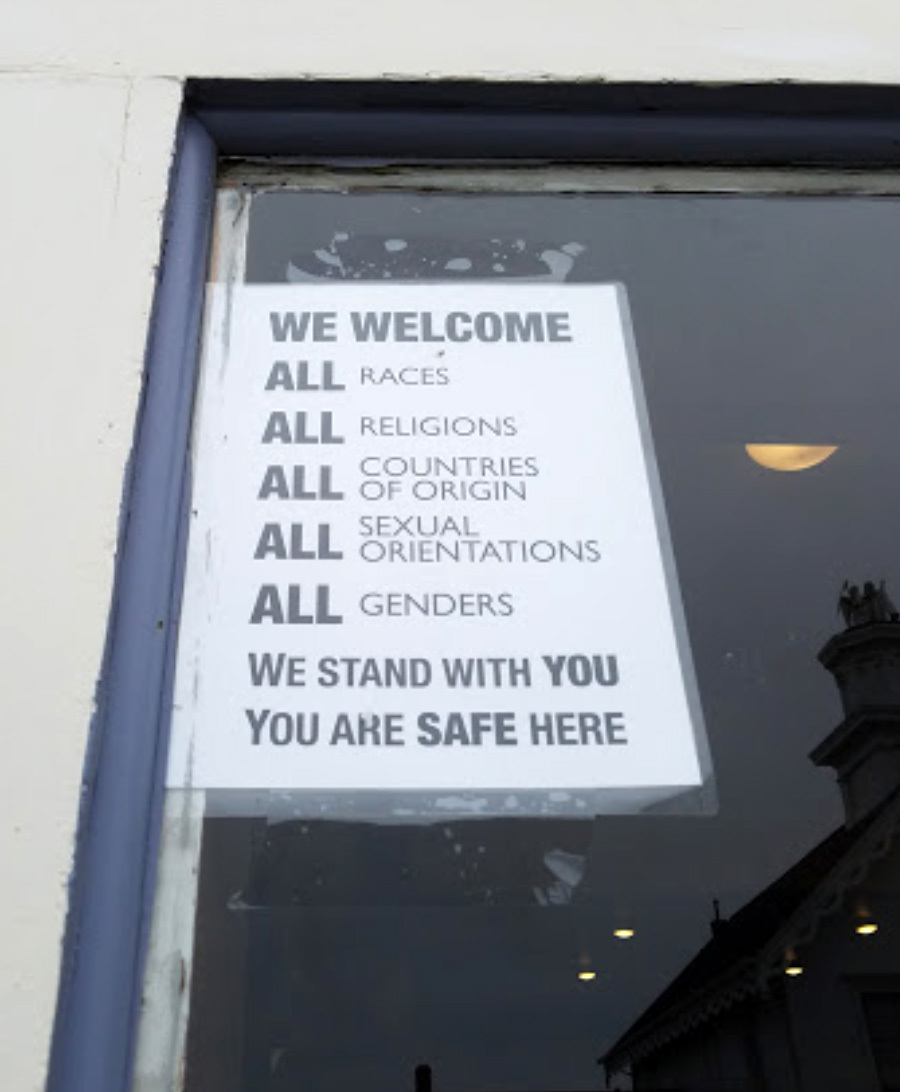 WE WELCOME
ALL RACES
ALL RELIGIONS
ALL COUNTRIES
OF ORIGIN
ALL SEXUAL
ORIENTATIONS
ALL GENDERS
WE STAND WITH YOU
YOU ARE SAFE HERE